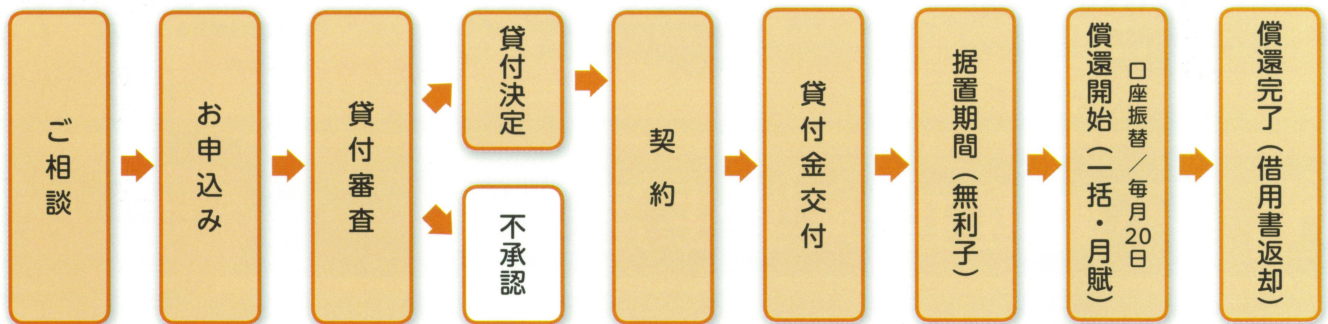 ご相談
お申込み
貸付審査
貸付決定
不承認
契約
貸付金交付
据置期間(無利子)
償還開始(一括・月賦)
口座振替／毎月20日
償還完了(借用書返却)